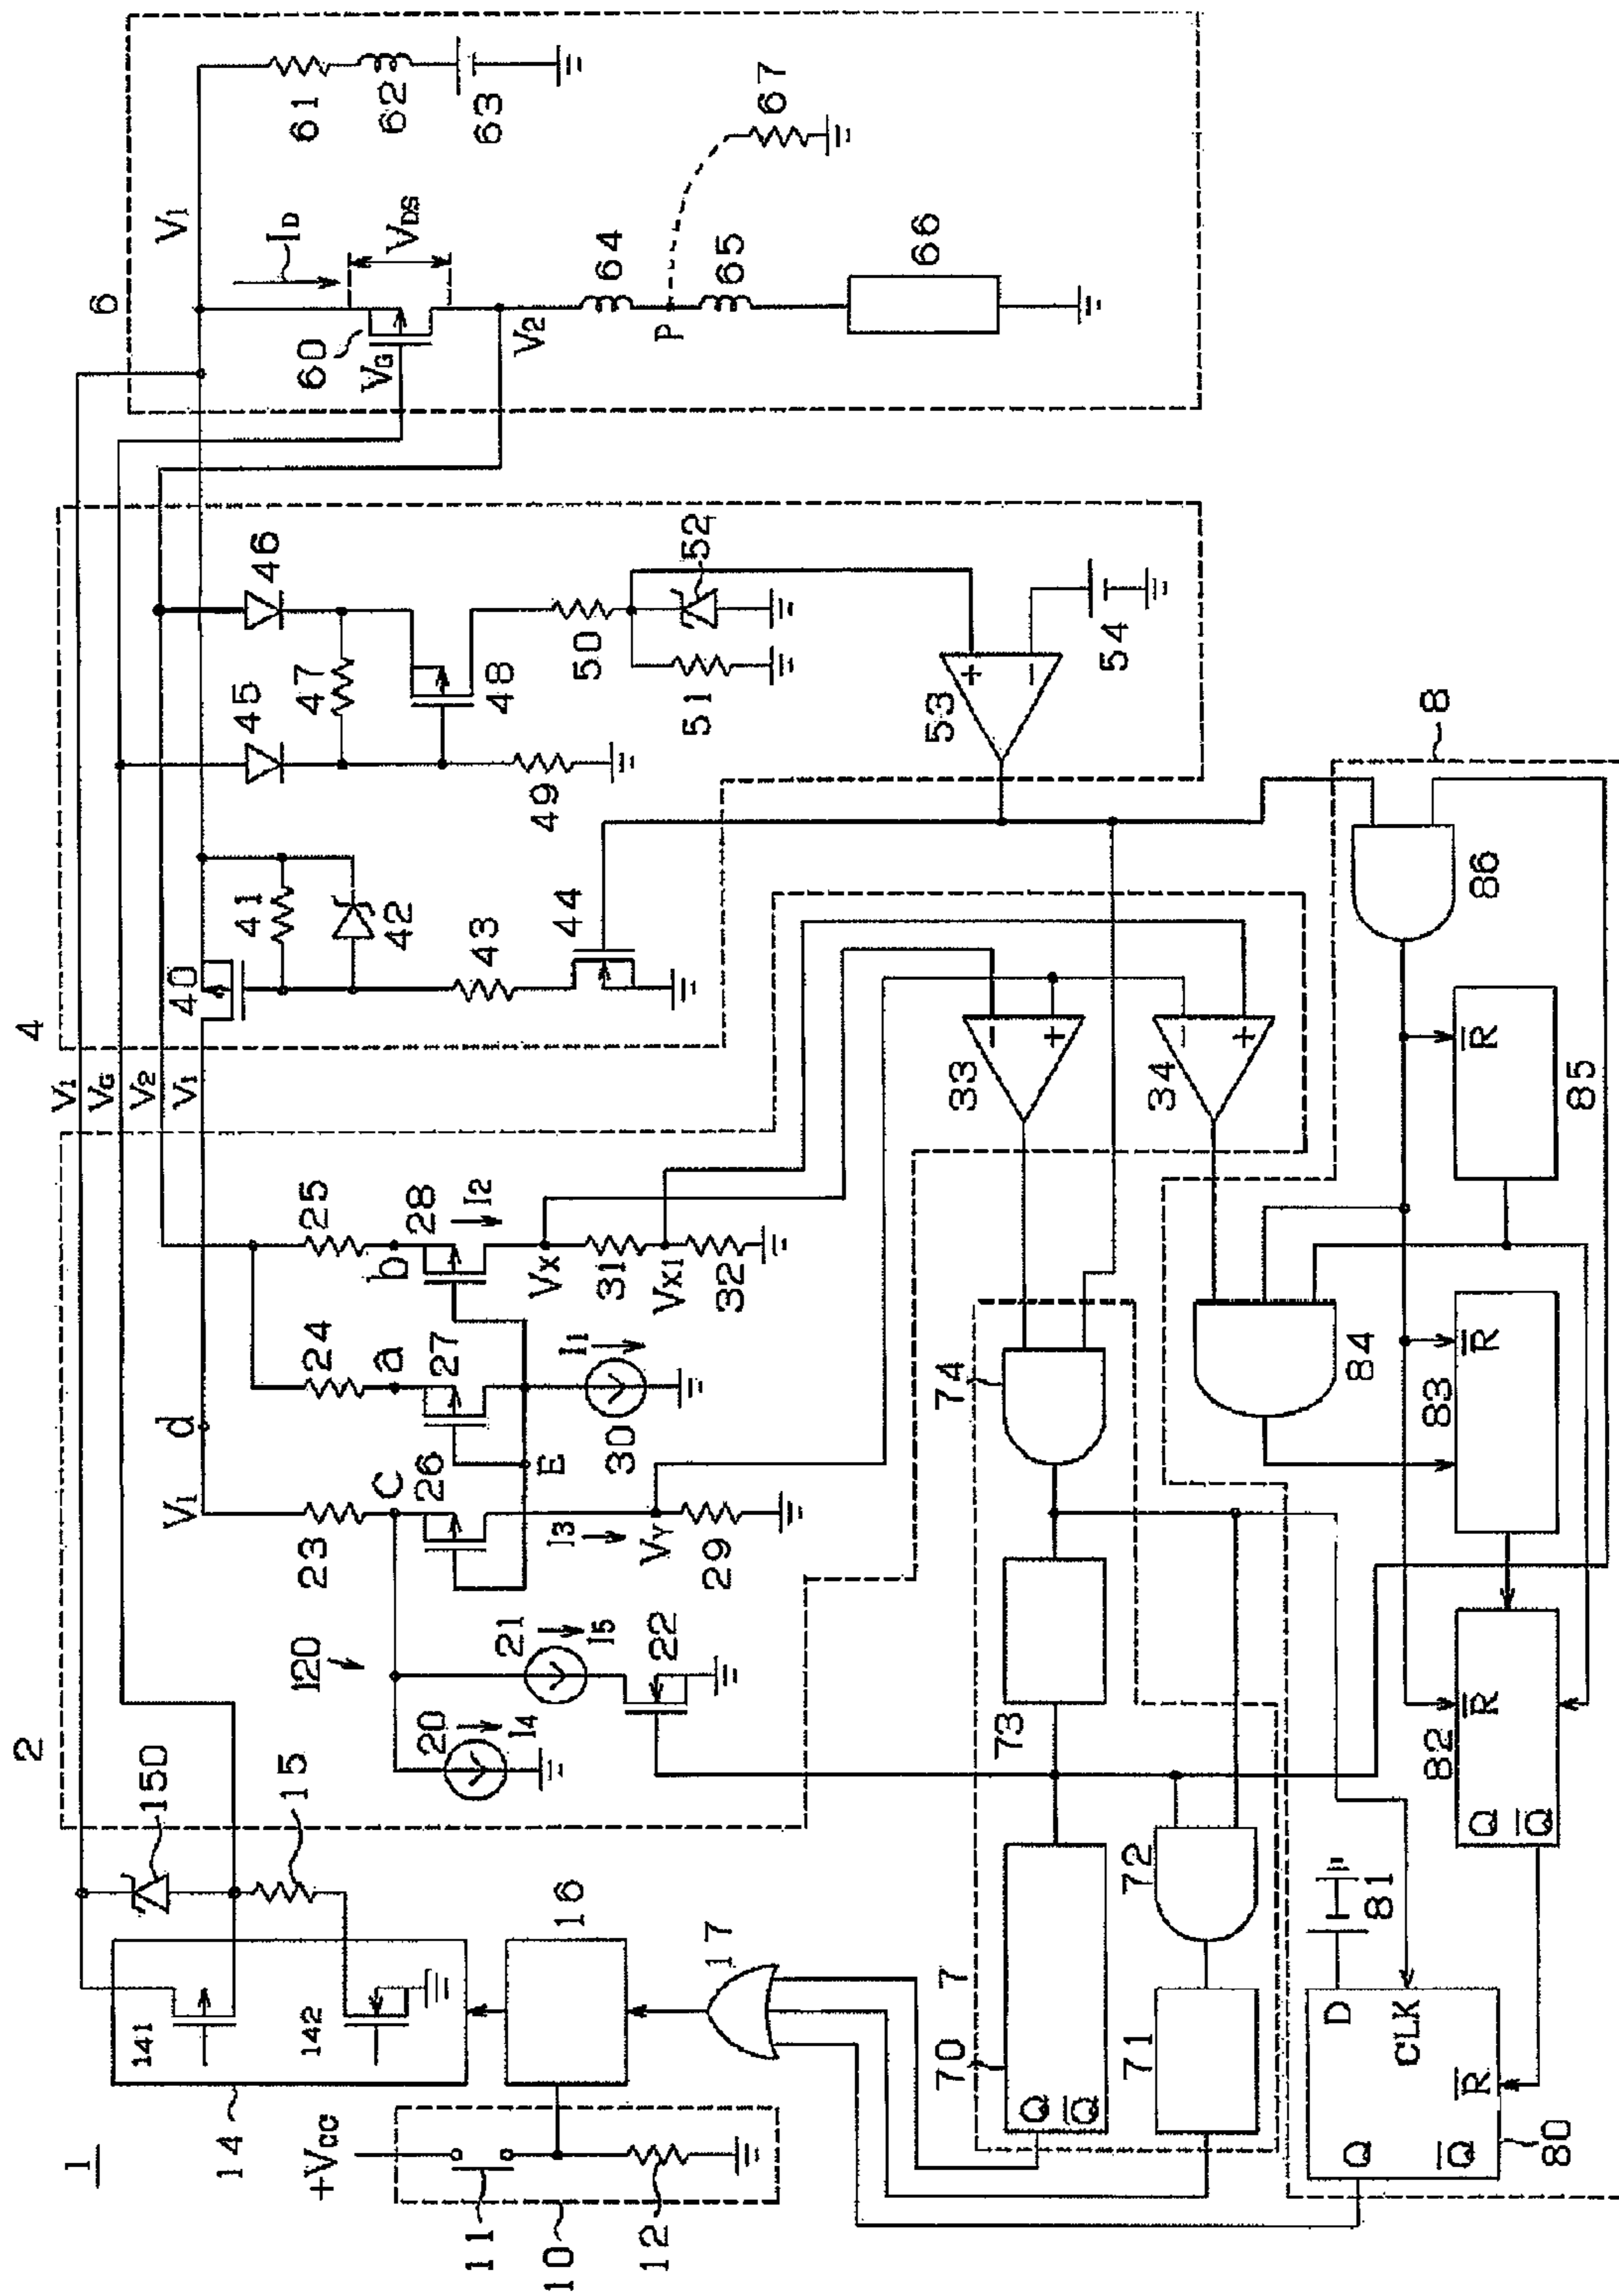 1
2
4
6
V1
VG
V2
V1
14
141
142
150
15
16
17
+VCC
10
11
12
120
20
I4
21
I5
22
V1
d
23
c
26
I3
VY
29
24
a
27
E
30
I1
25
b
28
I2
VX
31
VX1
32
33
-
+
34
-
+
40
41
42
43
44
45
46
47
48
49
50
51
52
53
+
-
54
V1
ID
VDS
60
VG
V2
61
62
63
64
P
65
66
67
7
70
Q
Q̅
71
72
73
74
8
80
D
CLK
R̅
Q
Q̅
81
82
R̅
Q
Q̅
83
R̅
84
85
R̅
86